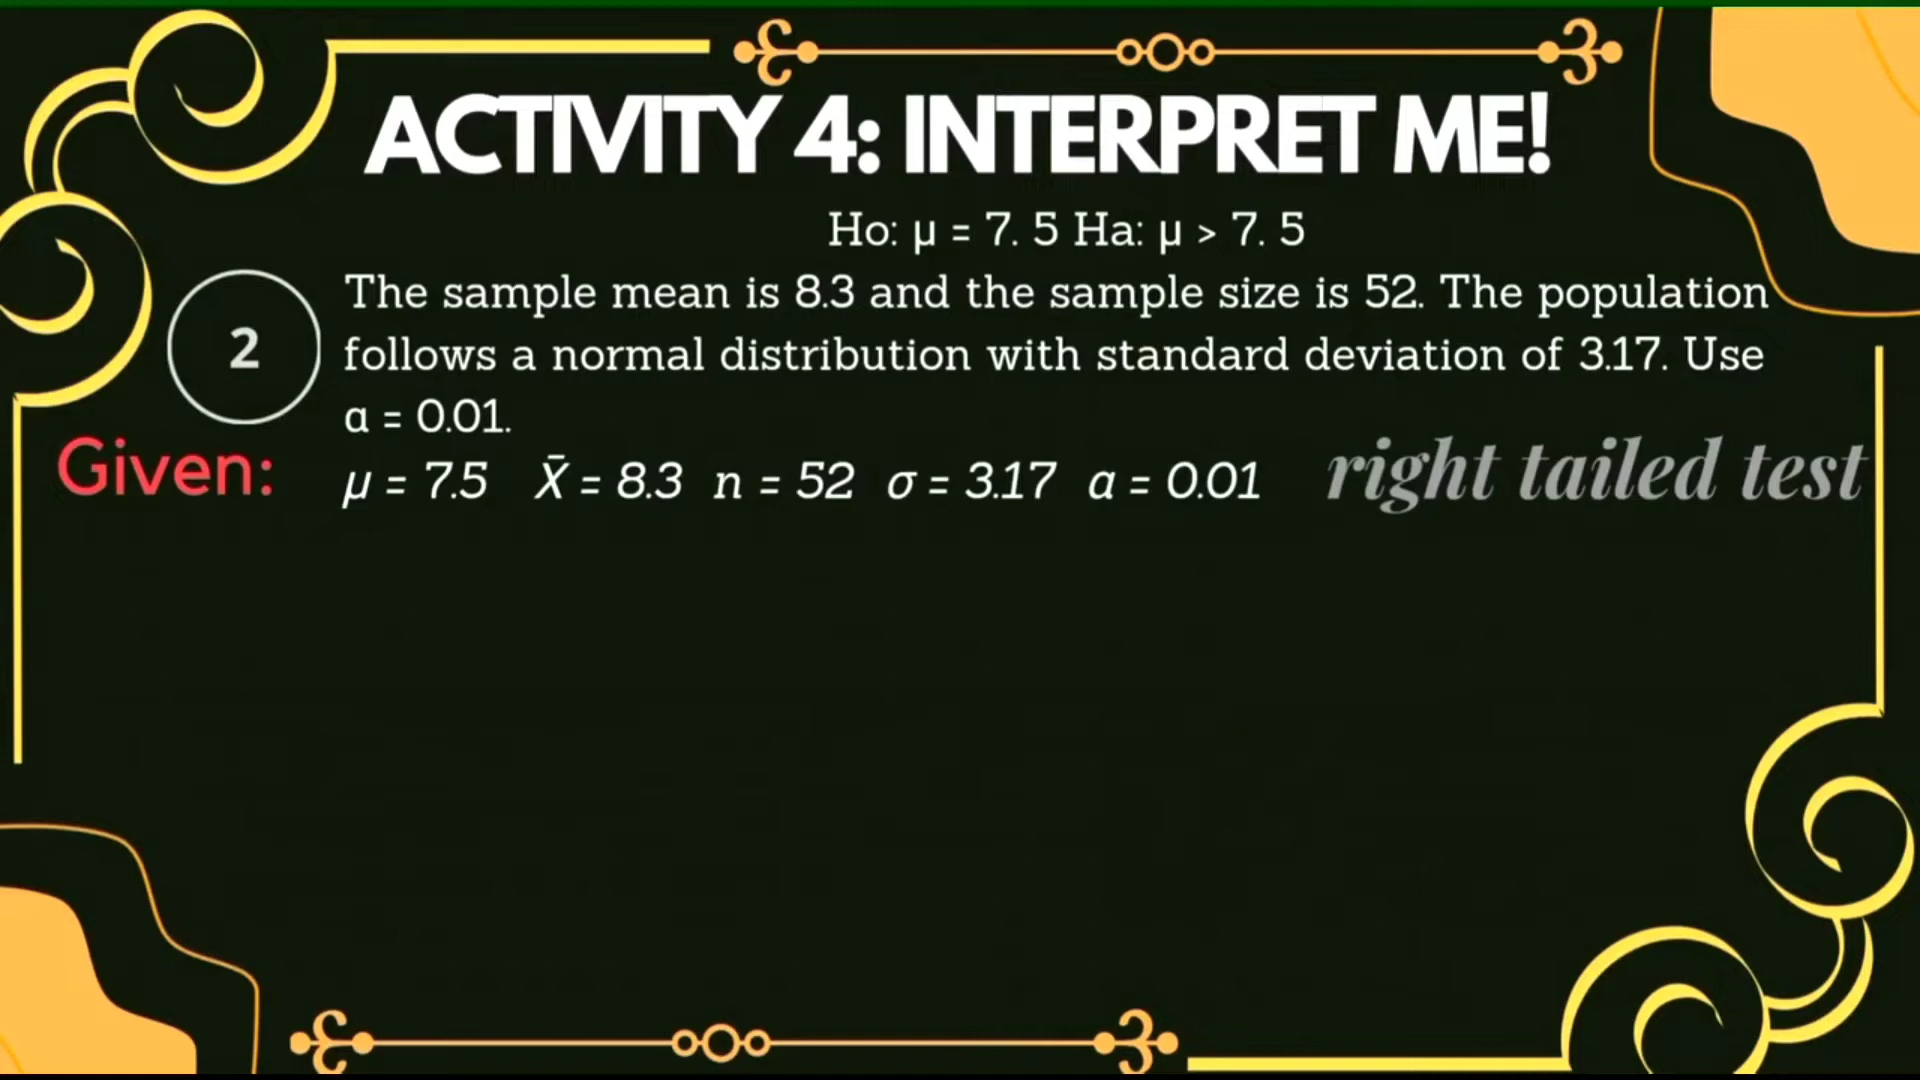 ACTIVITY 4: INTERPRET ME!
Ho: μ = 7. 5 Ha: μ > 7. 5
2
The sample mean is 8.3 and the sample size is 52. The population
follows a normal distribution with standard deviation of 3.17. Use
α = 0.01.
Given:
μ = 7.5 X̄ = 8.3 n = 52 σ = 3.17 α = 0.01 right tailed test